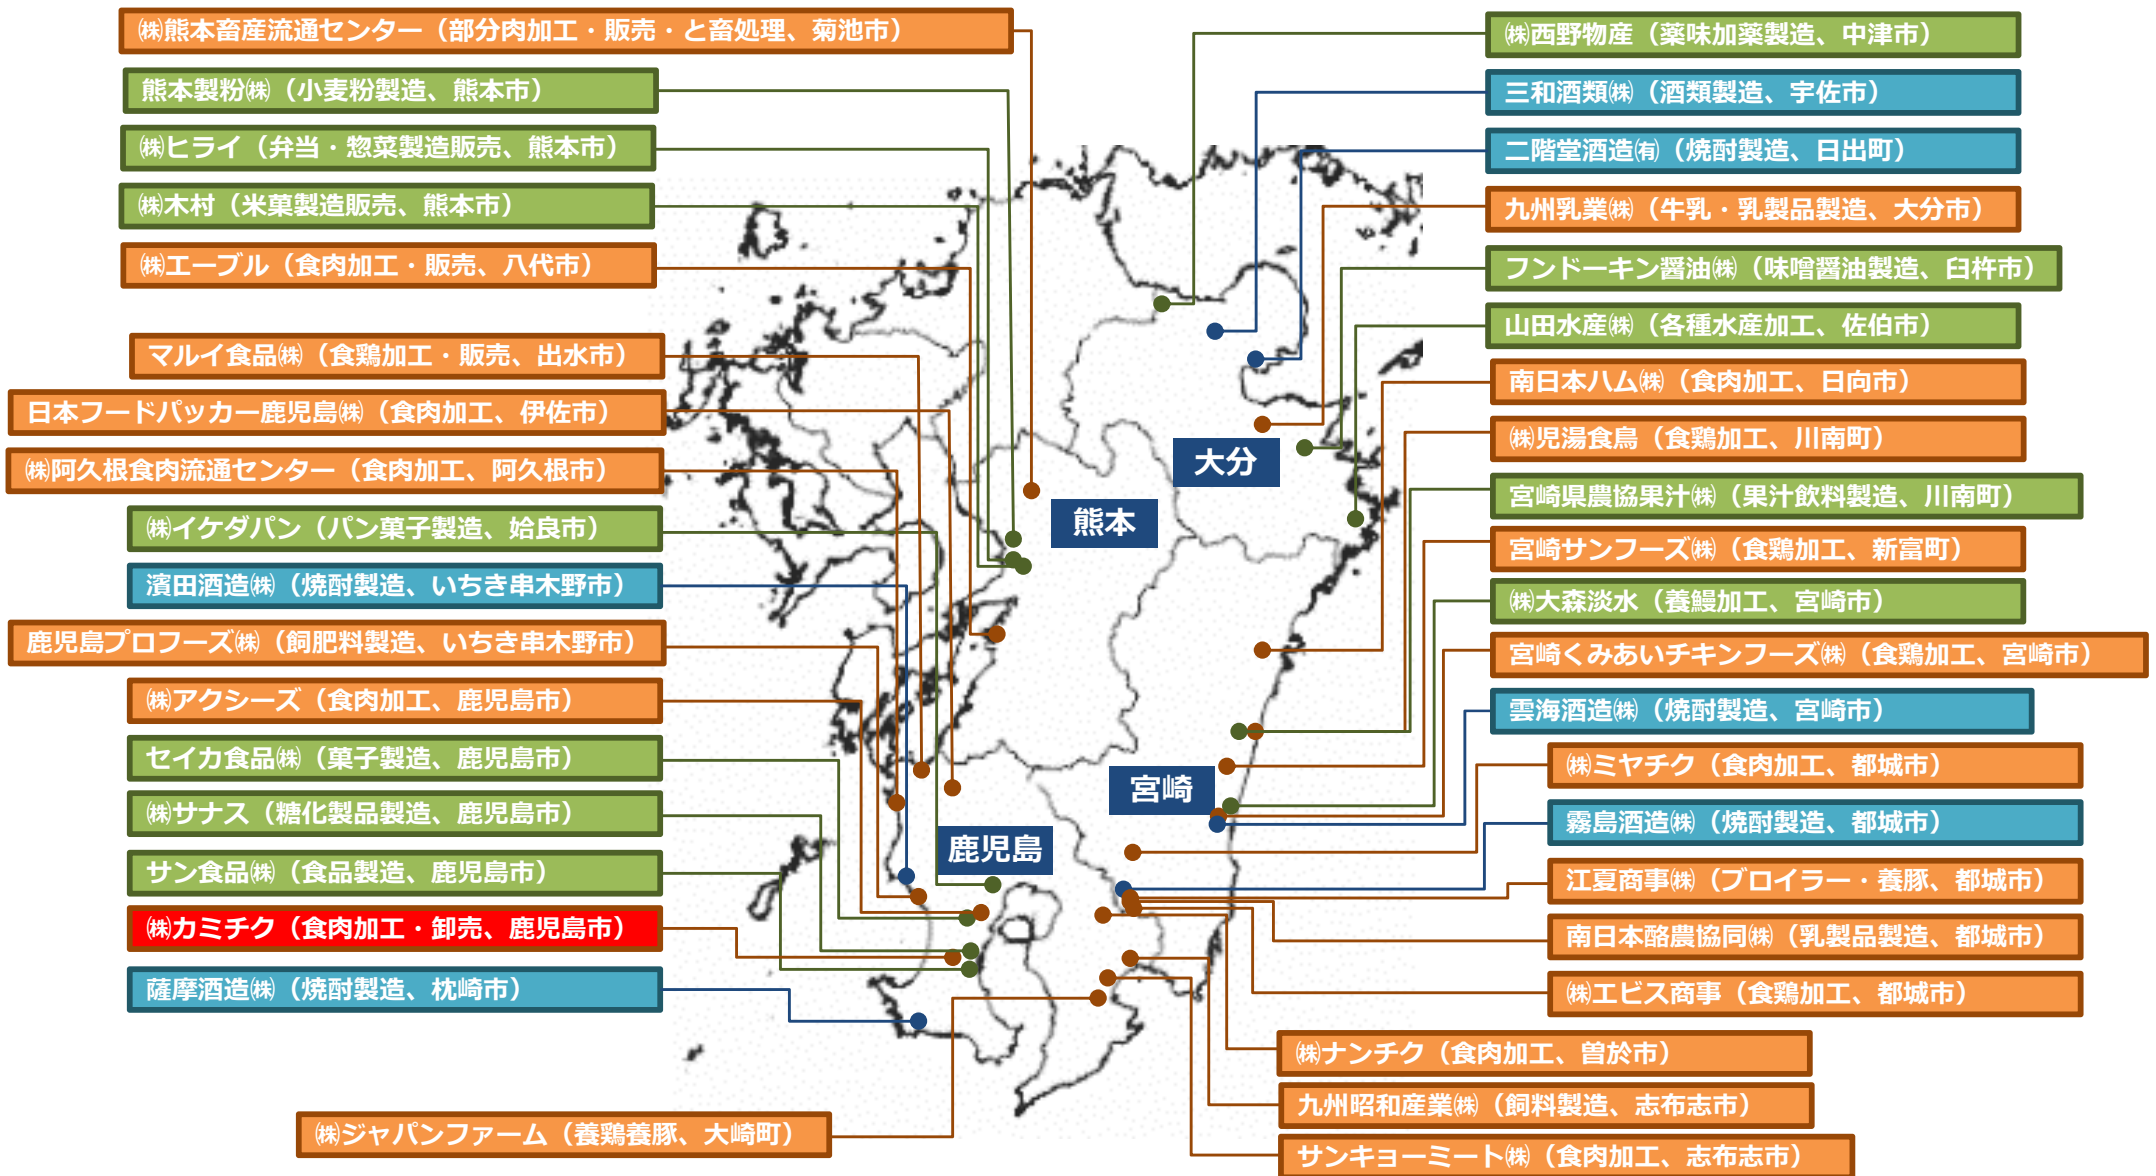 ㈱熊本畜産流通センター（部分肉加工・販売・と畜処理、菊池市）
熊本製粉㈱（小麦粉製造、熊本市）
㈱ヒライ（弁当・惣菜製造販売、熊本市）
㈱木村（米菓製造販売、熊本市）
㈱エーブル（食肉加工・販売、八代市）
マルイ食品㈱（食鶏加工・販売、出水市）
日本フードパッカー鹿児島㈱（食肉加工、伊佐市）
㈱阿久根食肉流通センター（食肉加工、阿久根市）
㈱イケダパン（パン菓子製造、姶良市）
濵田酒造㈱（焼酎製造、いちき串木野市）
鹿児島プロフーズ㈱（飼肥料製造、いちき串木野市）
㈱アクシーズ（食肉加工、鹿児島市）
セイカ食品㈱（菓子製造、鹿児島市）
㈱サナス（糖化製品製造、鹿児島市）
サン食品㈱（食品製造、鹿児島市）
㈱カミチク（食肉加工・卸売、鹿児島市）
薩摩酒造㈱（焼酎製造、枕崎市）
㈱ジャパンファーム（養鶏養豚、大崎町）
大分
熊本
宮崎
鹿児島
㈱西野物産（薬味加薬製造、中津市）
三和酒類㈱（酒類製造、宇佐市）
二階堂酒造㈲（焼酎製造、日出町）
九州乳業㈱（牛乳・乳製品製造、大分市）
フンドーキン醤油㈱（味噌醤油製造、臼杵市）
山田水産㈱（各種水産加工、佐伯市）
南日本ハム㈱（食肉加工、日向市）
㈱児湯食鳥（食鶏加工、川南町）
宮崎県農協果汁㈱（果汁飲料製造、川南町）
宮崎サンフーズ㈱（食鶏加工、新富町）
㈱大森淡水（養鰻加工、宮崎市）
宮崎くみあいチキンフーズ㈱（食鶏加工、宮崎市）
雲海酒造㈱（焼酎製造、宮崎市）
㈱ミヤチク（食肉加工、都城市）
霧島酒造㈱（焼酎製造、都城市）
江夏商事㈱（ブロイラー・養豚、都城市）
南日本酪農協同㈱（乳製品製造、都城市）
㈱エビス商事（食鶏加工、都城市）
㈱ナンチク（食肉加工、曽於市）
九州昭和産業㈱（飼料製造、志布志市）
サンキョーミート㈱（食肉加工、志布志市）